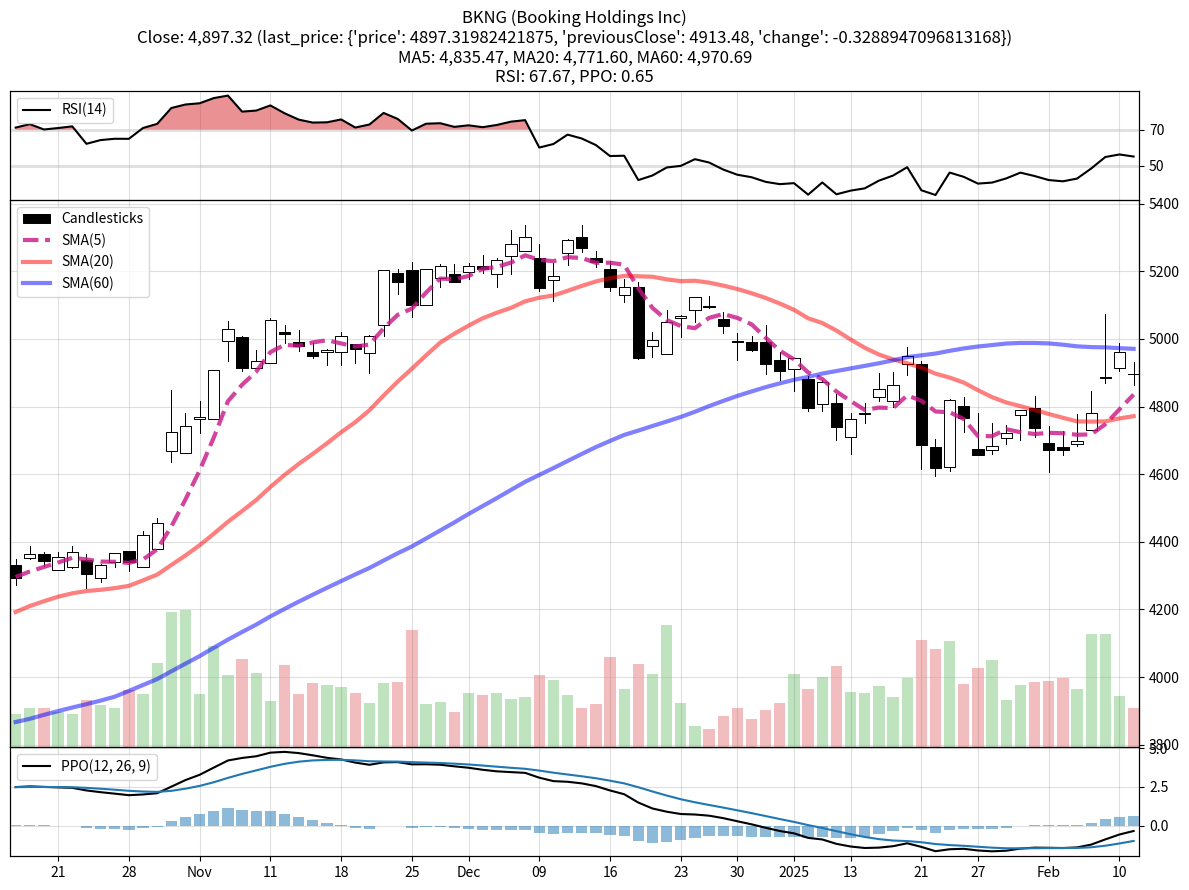 BKNG (Booking Holdings Inc)
Close: 4,897.32 (last_price: {'price': 4897.31982421875, 'previousClose': 4913.48, 'change': -0.3288947096813168})
MA5: 4,835.47, MA20: 4,771.60, MA60: 4,970.69
RSI: 67.67, PPO: 0.65
RSI(14)
70
50
Candlesticks
SMA(5)
SMA(20)
SMA(60)
5400
5200
5000
4800
4600
4400
4200
4000
3800
PPO(12, 26, 9)
5.0
2.5
0.0
21 28 Nov 11 18 25 Dec 09 16 23 30 2025 13 21 27 Feb 10